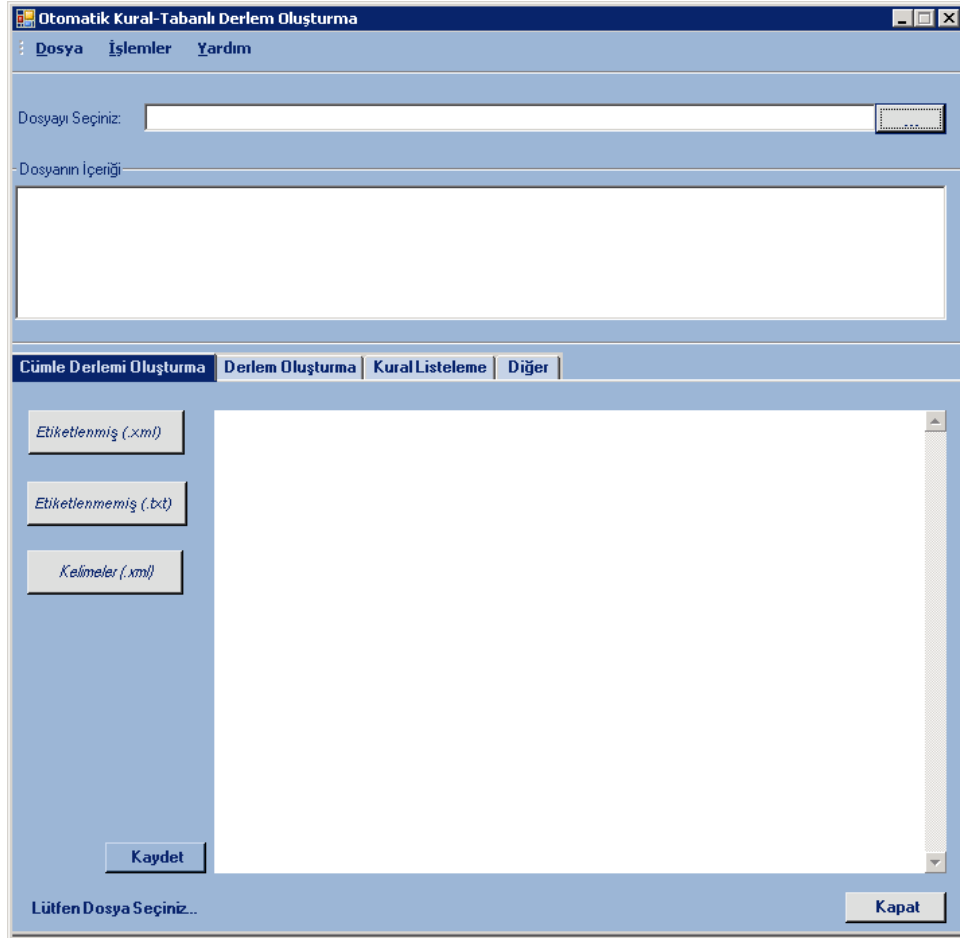 Otomatik Kural-Tabanlı Derlem Oluşturma
Dosya İşlemler Yardım
Dosyayı Seçiniz: ...
Dosyanın İçeriği
Cümle Derlemi Oluşturma Derlem Oluşturma Kural Listeleme Diğer
Etiketlenmiş (.xml)
Etiketlenmemiş (.txt)
Kelimeler (.xml)
Kaydet
Lütfen Dosya Seçiniz... Kapat